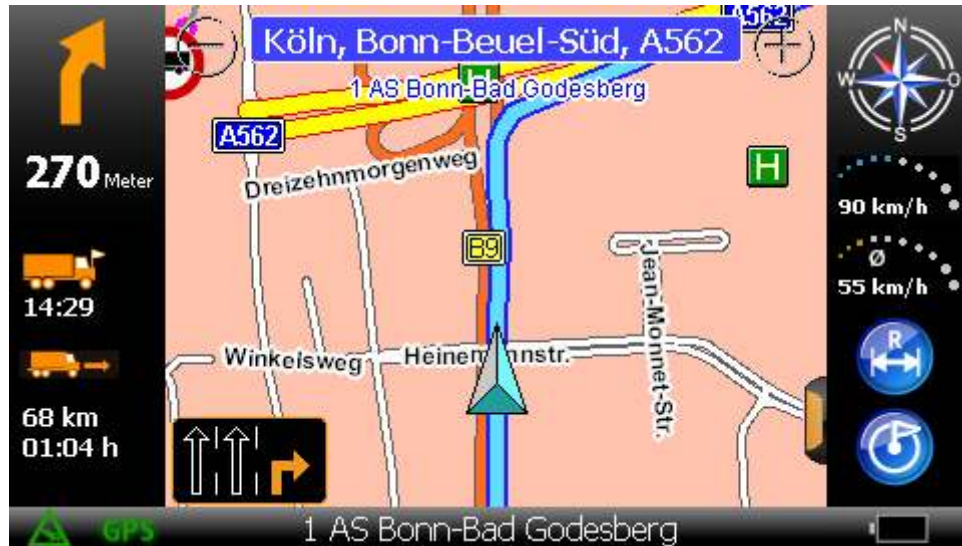 Köln, Bonn-Beuel-Süd, A562
A562
1 AS Bonn-Bad Godesberg
H
A562
Dreizehnmorgenweg
H
270 Meter
N
W
O
S
90 km/h
B9
Ø
55 km/h
14:29
Jean-Monnet-Str.
Winkelsweg
R
68 km
01:04 h
GPS
1 AS Bonn-Bad Godesberg